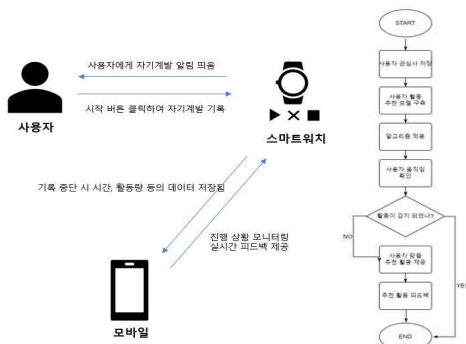 사용자에게 자기계발 알림 띄움
시작 버튼 클릭하여 자기계발 기록
사용자
스마트워치
기록 중단 시 시간, 활동량 등의 데이터 저장됨
진행 상황 모니터링
실시간 피드백 제공
모바일
START
사용자 관심사 저장
사용자 활동
추천 모델 구축
알고리즘 적용
사용자 움직임
확인
활동이 감지 되었나?
NO
사용자 맞춤
추천 활동 제공
YES
추천 활동 피드백
END